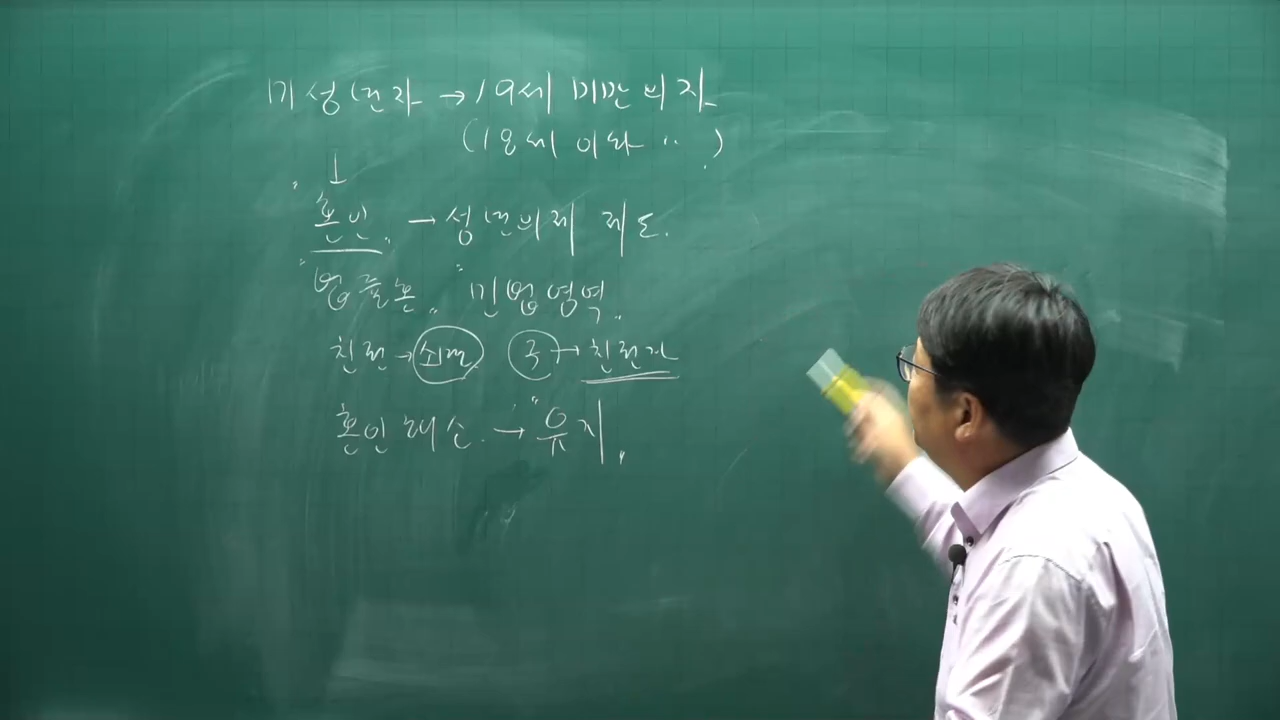 미성년자 → 19세 미만의 자
(18세 이하 〃)
↓
"혼인" → 성년의제 제도.
"법률혼" "민법영역"
친권 → 소멸 子 → 친권자
혼인해소. → "유지"